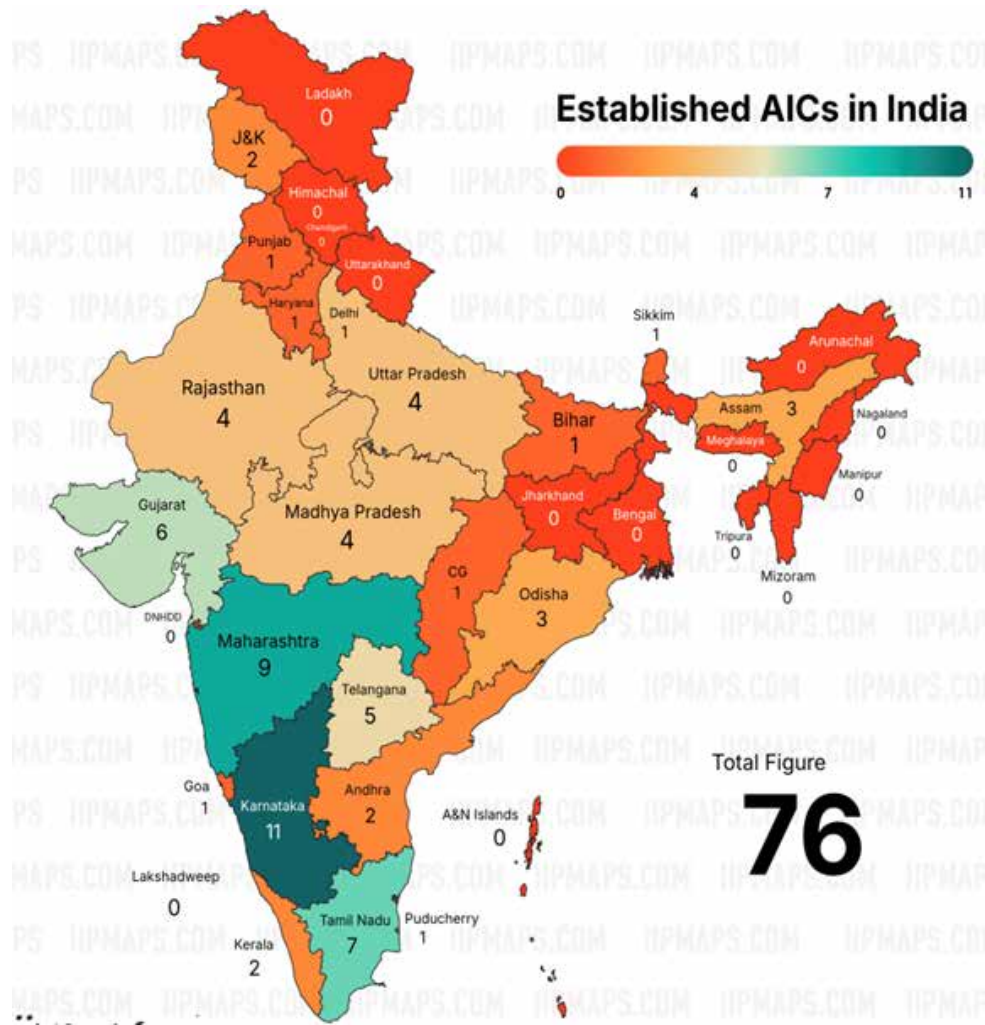 Established AICs in India
0 4 7 11
Ladakh
0
J&K
2
Himachal
0
Chandigarh
0
Punjab
1
Uttarakhand
0
Haryana
1
Delhi
1
Sikkim
1
Arunachal
0
Rajasthan
4
Uttar Pradesh
4
Bihar
1
Assam
3
Nagaland
0
Meghalaya
0
Manipur
0
Tripura
0
Mizoram
0
Gujarat
6
Madhya Pradesh
4
Jharkhand
0
Bengal
0
CG
1
Odisha
3
DNHDD
0
Maharashtra
9
Telangana
5
Total Figure
76
Goa
1
Karnataka
11
Andhra
2
A&N Islands
0
Lakshadweep
0
Tamil Nadu
7
Puducherry
1
Kerala
2
IIPMAPS.COM